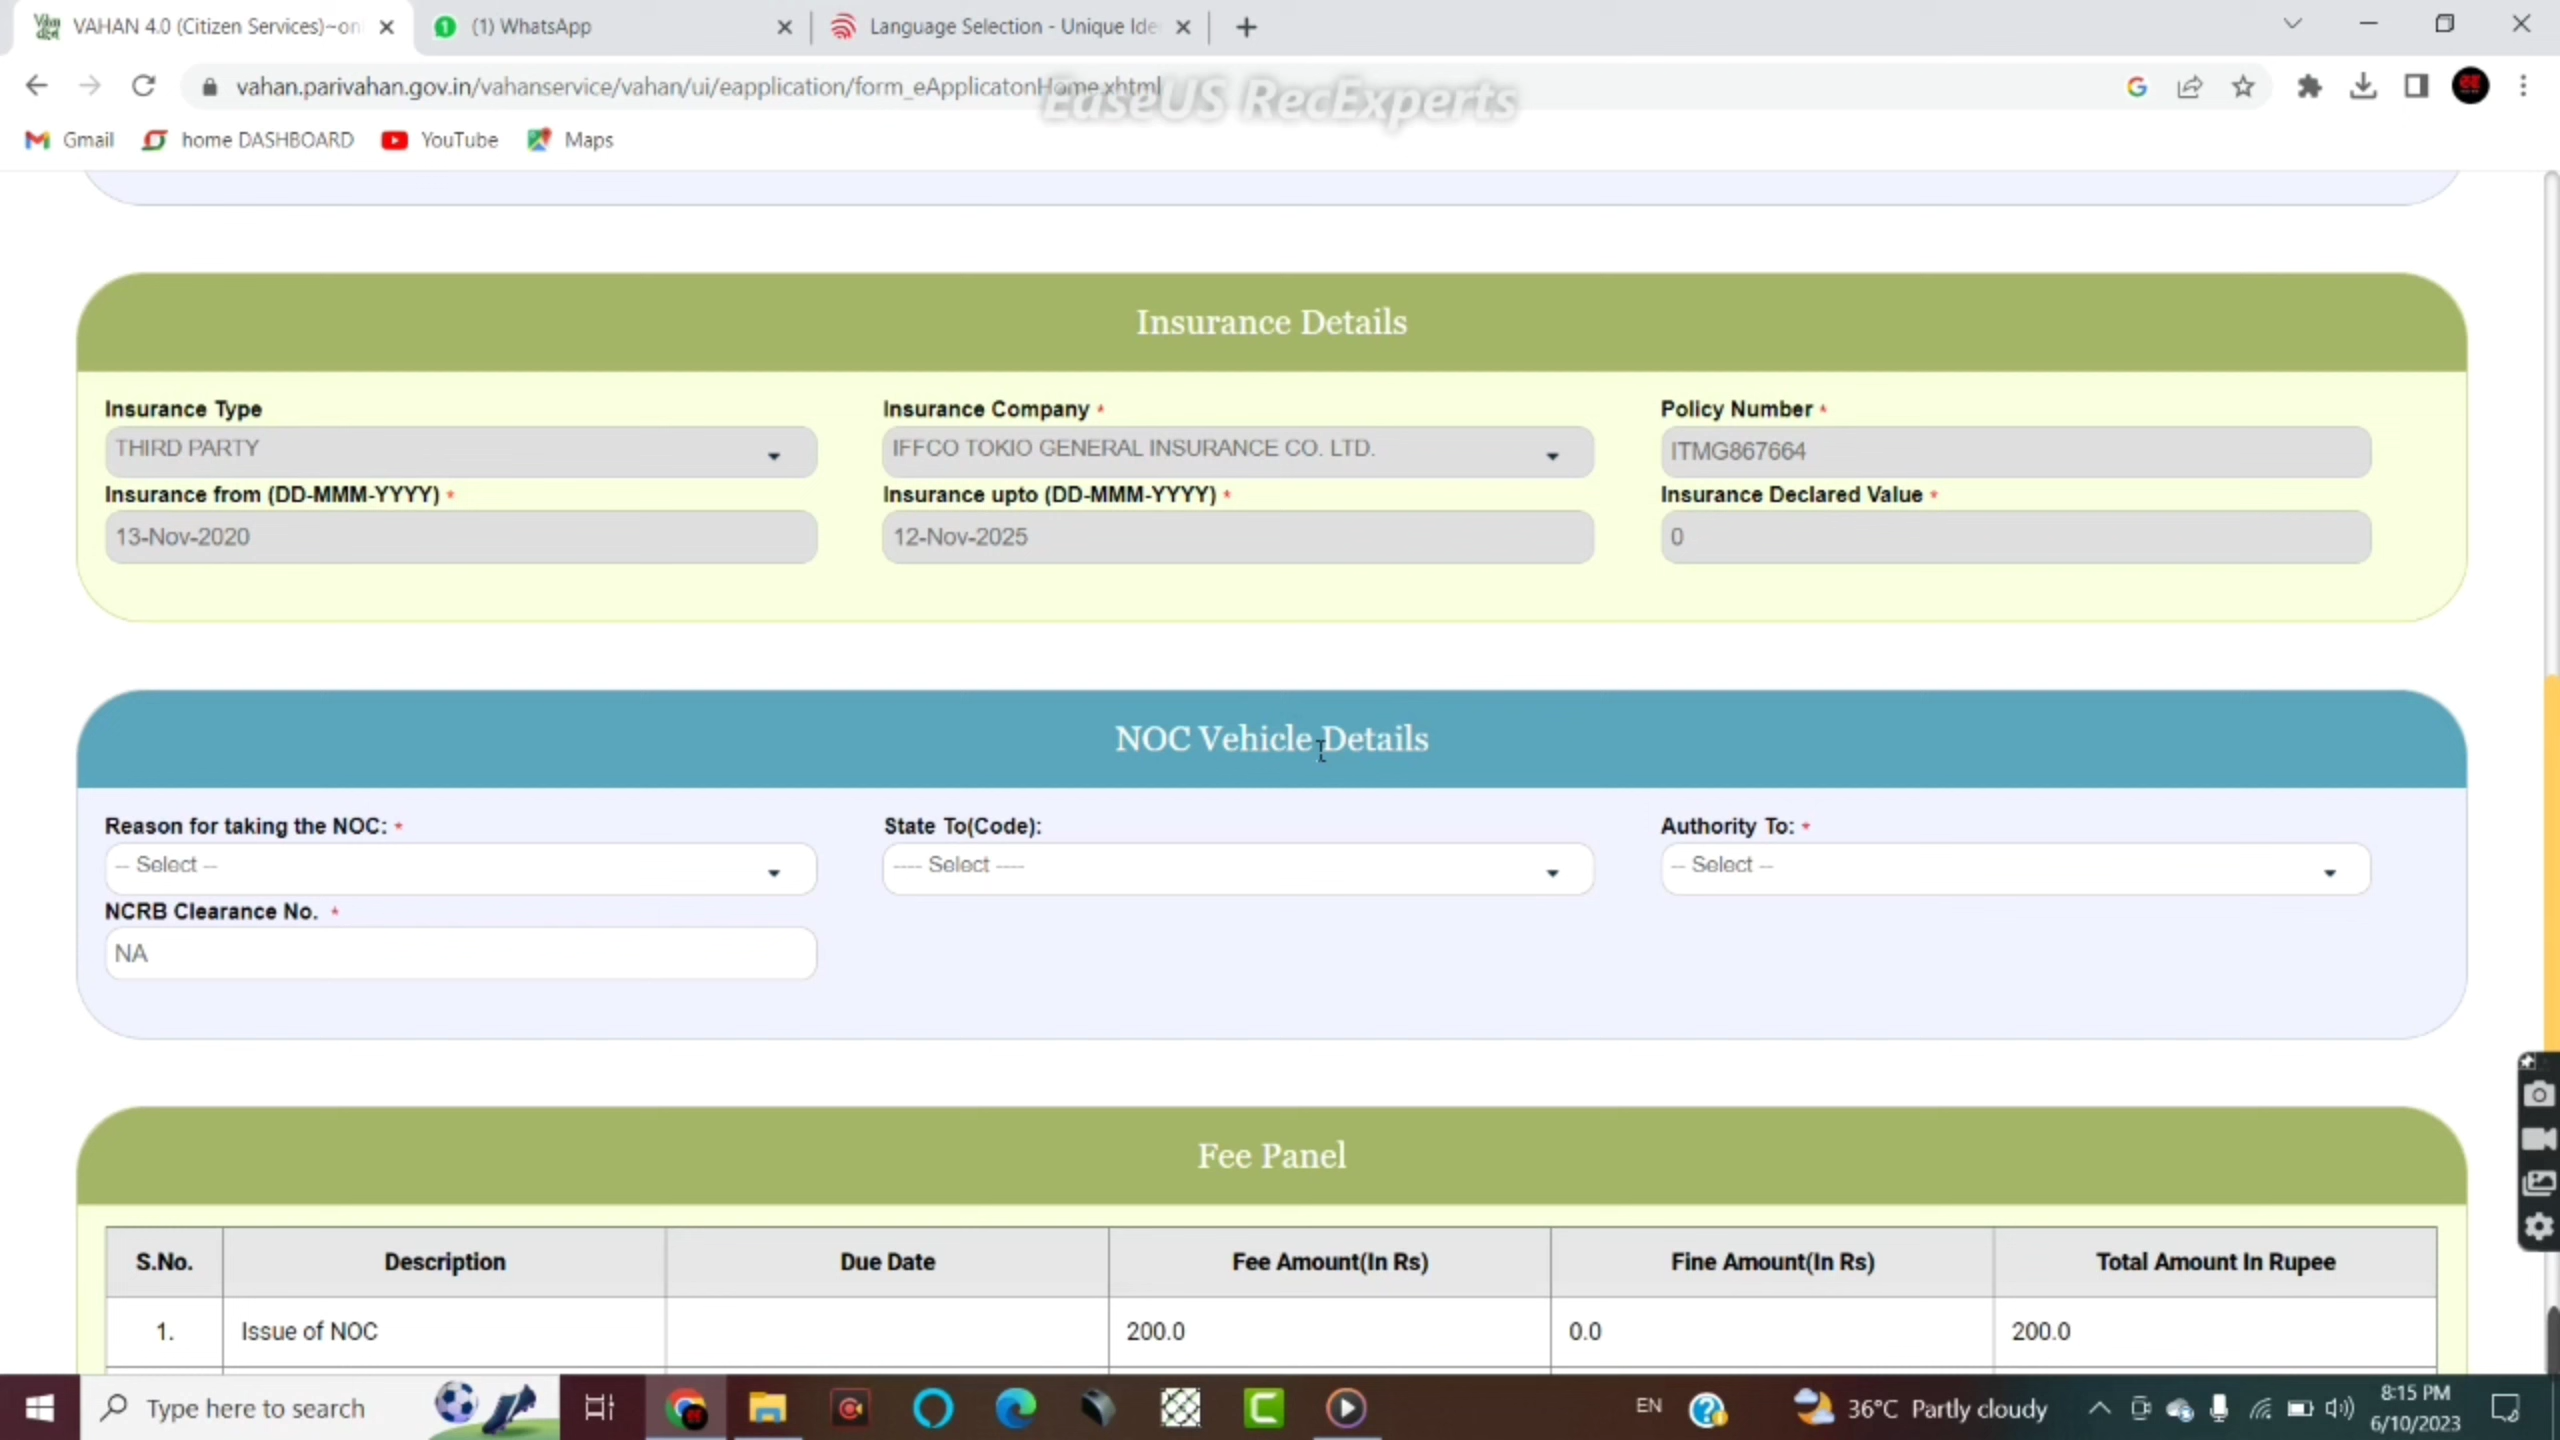 VAHAN 4.0 (Citizen Services)~onl
(1) WhatsApp
Language Selection - Unique Ide
vahan.parivahan.gov.in/vahanservice/vahan/ui/eapplication/form_eApplicatonHome.xhtml
EaseUS RecExperts
Gmail
home DASHBOARD
YouTube
Maps
Insurance Details
Insurance Type
Insurance Company *
Policy Number *
THIRD PARTY
IFFCO TOKIO GENERAL INSURANCE CO. LTD.
ITMG867664
Insurance from (DD-MMM-YYYY) *
Insurance upto (DD-MMM-YYYY) *
Insurance Declared Value *
13-Nov-2020
12-Nov-2025
0
NOC Vehicle Details
Reason for taking the NOC: *
State To(Code):
Authority To: *
-- Select --
---- Select ----
-- Select --
NCRB Clearance No. *
NA
Fee Panel
S.No. Description Due Date Fee Amount(In Rs) Fine Amount(In Rs) Total Amount In Rupee
1. Issue of NOC 200.0 0.0 200.0
Type here to search
EN
36°C Partly cloudy
8:15 PM
6/10/2023